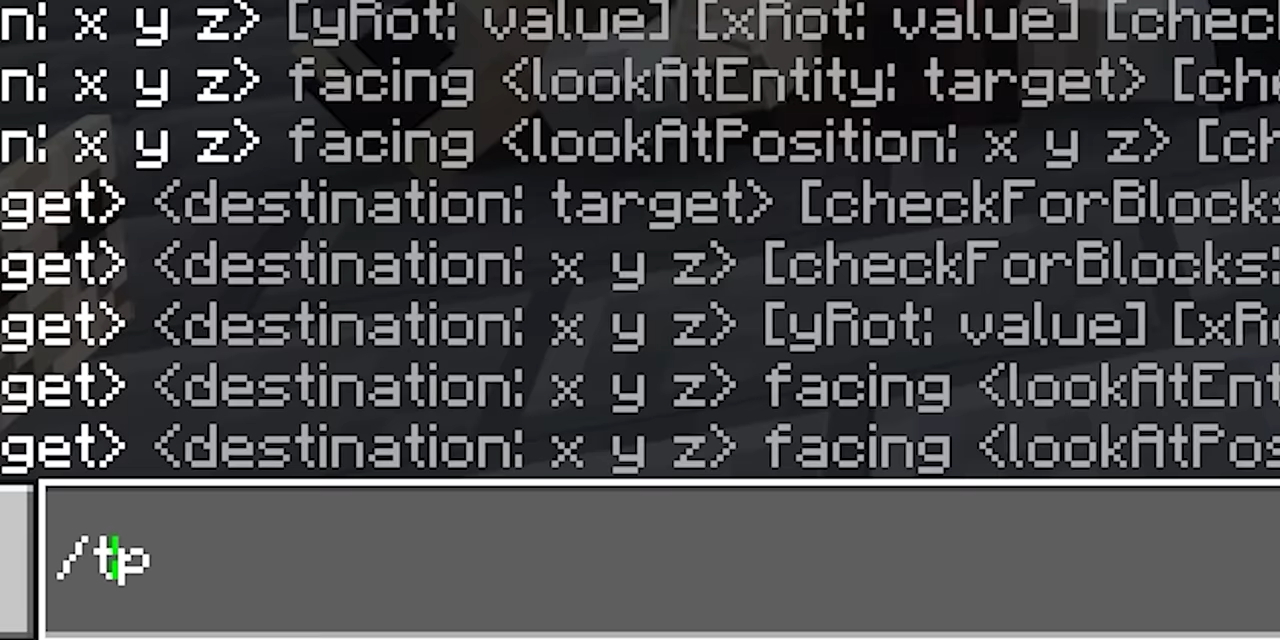 n: x y z> [yRot: value] [xRot: value] [chec
n: x y z> facing <lookAtEntity: target> [che
n: x y z> facing <lookAtPosition: x y z> [ch
get> <destination: target> [checkForBlocks
get> <destination: x y z> [checkForBlocks:
get> <destination: x y z> [yRot: value] [xRo
get> <destination: x y z> facing <lookAtEnt
get> <destination: x y z> facing <lookAtPos
/tp